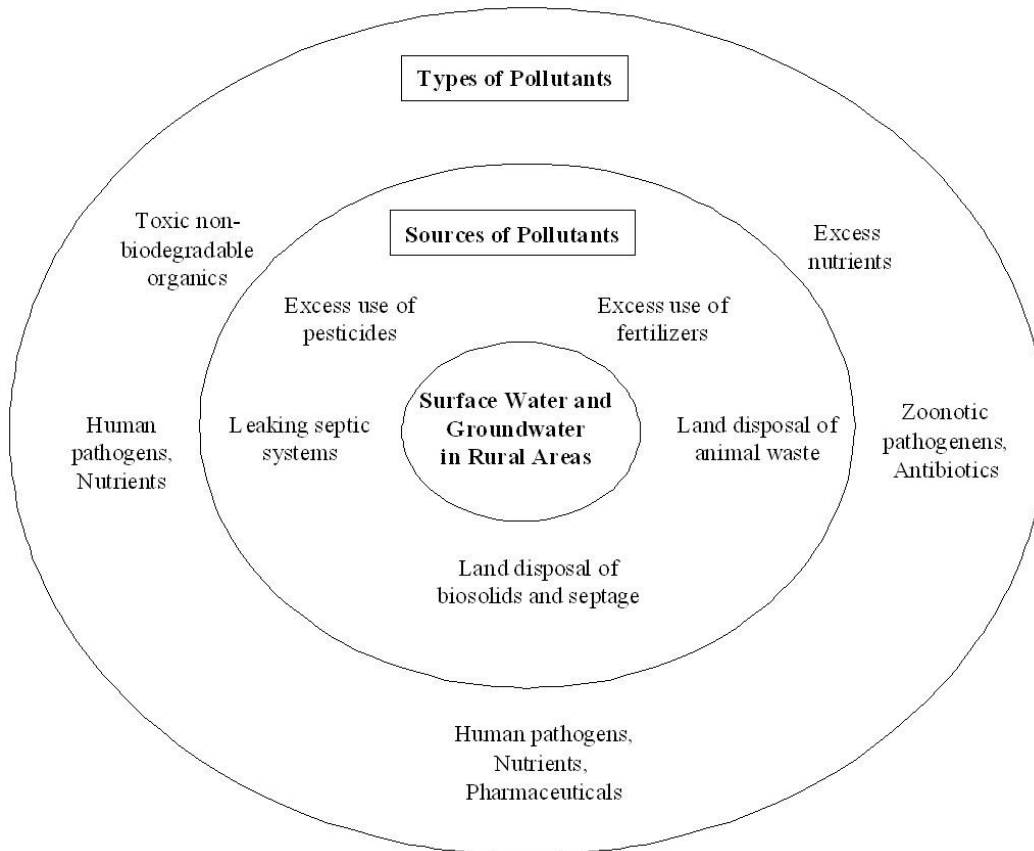 Types of Pollutants
Sources of Pollutants
Toxic non-
biodegradable
organics
Excess
nutrients
Excess use of
pesticides
Excess use of
fertilizers
Human
pathogens,
Nutrients
Leaking septic
systems
Surface Water and
Groundwater
in Rural Areas
Land disposal of
animal waste
Zoonotic
pathogenens,
Antibiotics
Land disposal of
biosolids and septage
Human pathogens,
Nutrients,
Pharmaceuticals